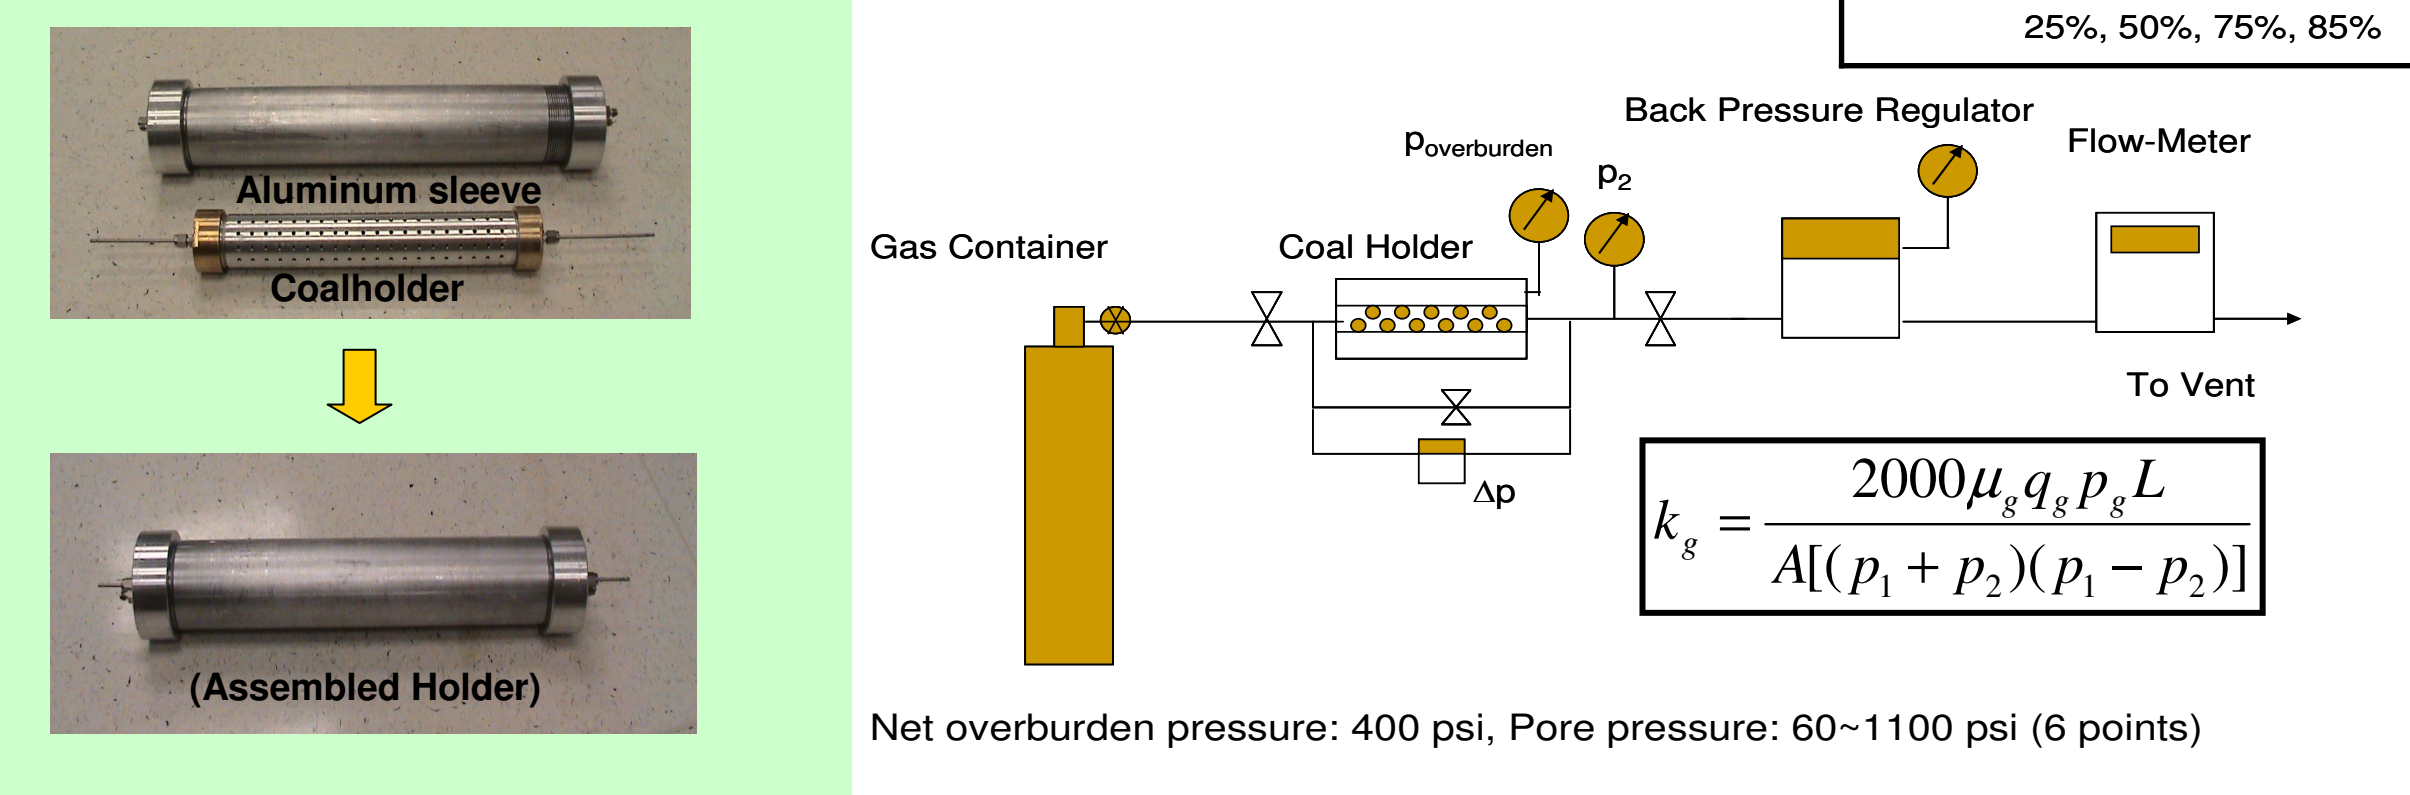 Aluminum sleeve
Coalholder
(Assembled Holder)
25%, 50%, 75%, 85%
Back Pressure Regulator
Flow-Meter
poverburden
p2
Gas Container
Coal Holder
To Vent
Δp
kg = 2000μg qg pg L / A[(p1 + p2)(p1 − p2)]
Net overburden pressure: 400 psi, Pore pressure: 60~1100 psi (6 points)